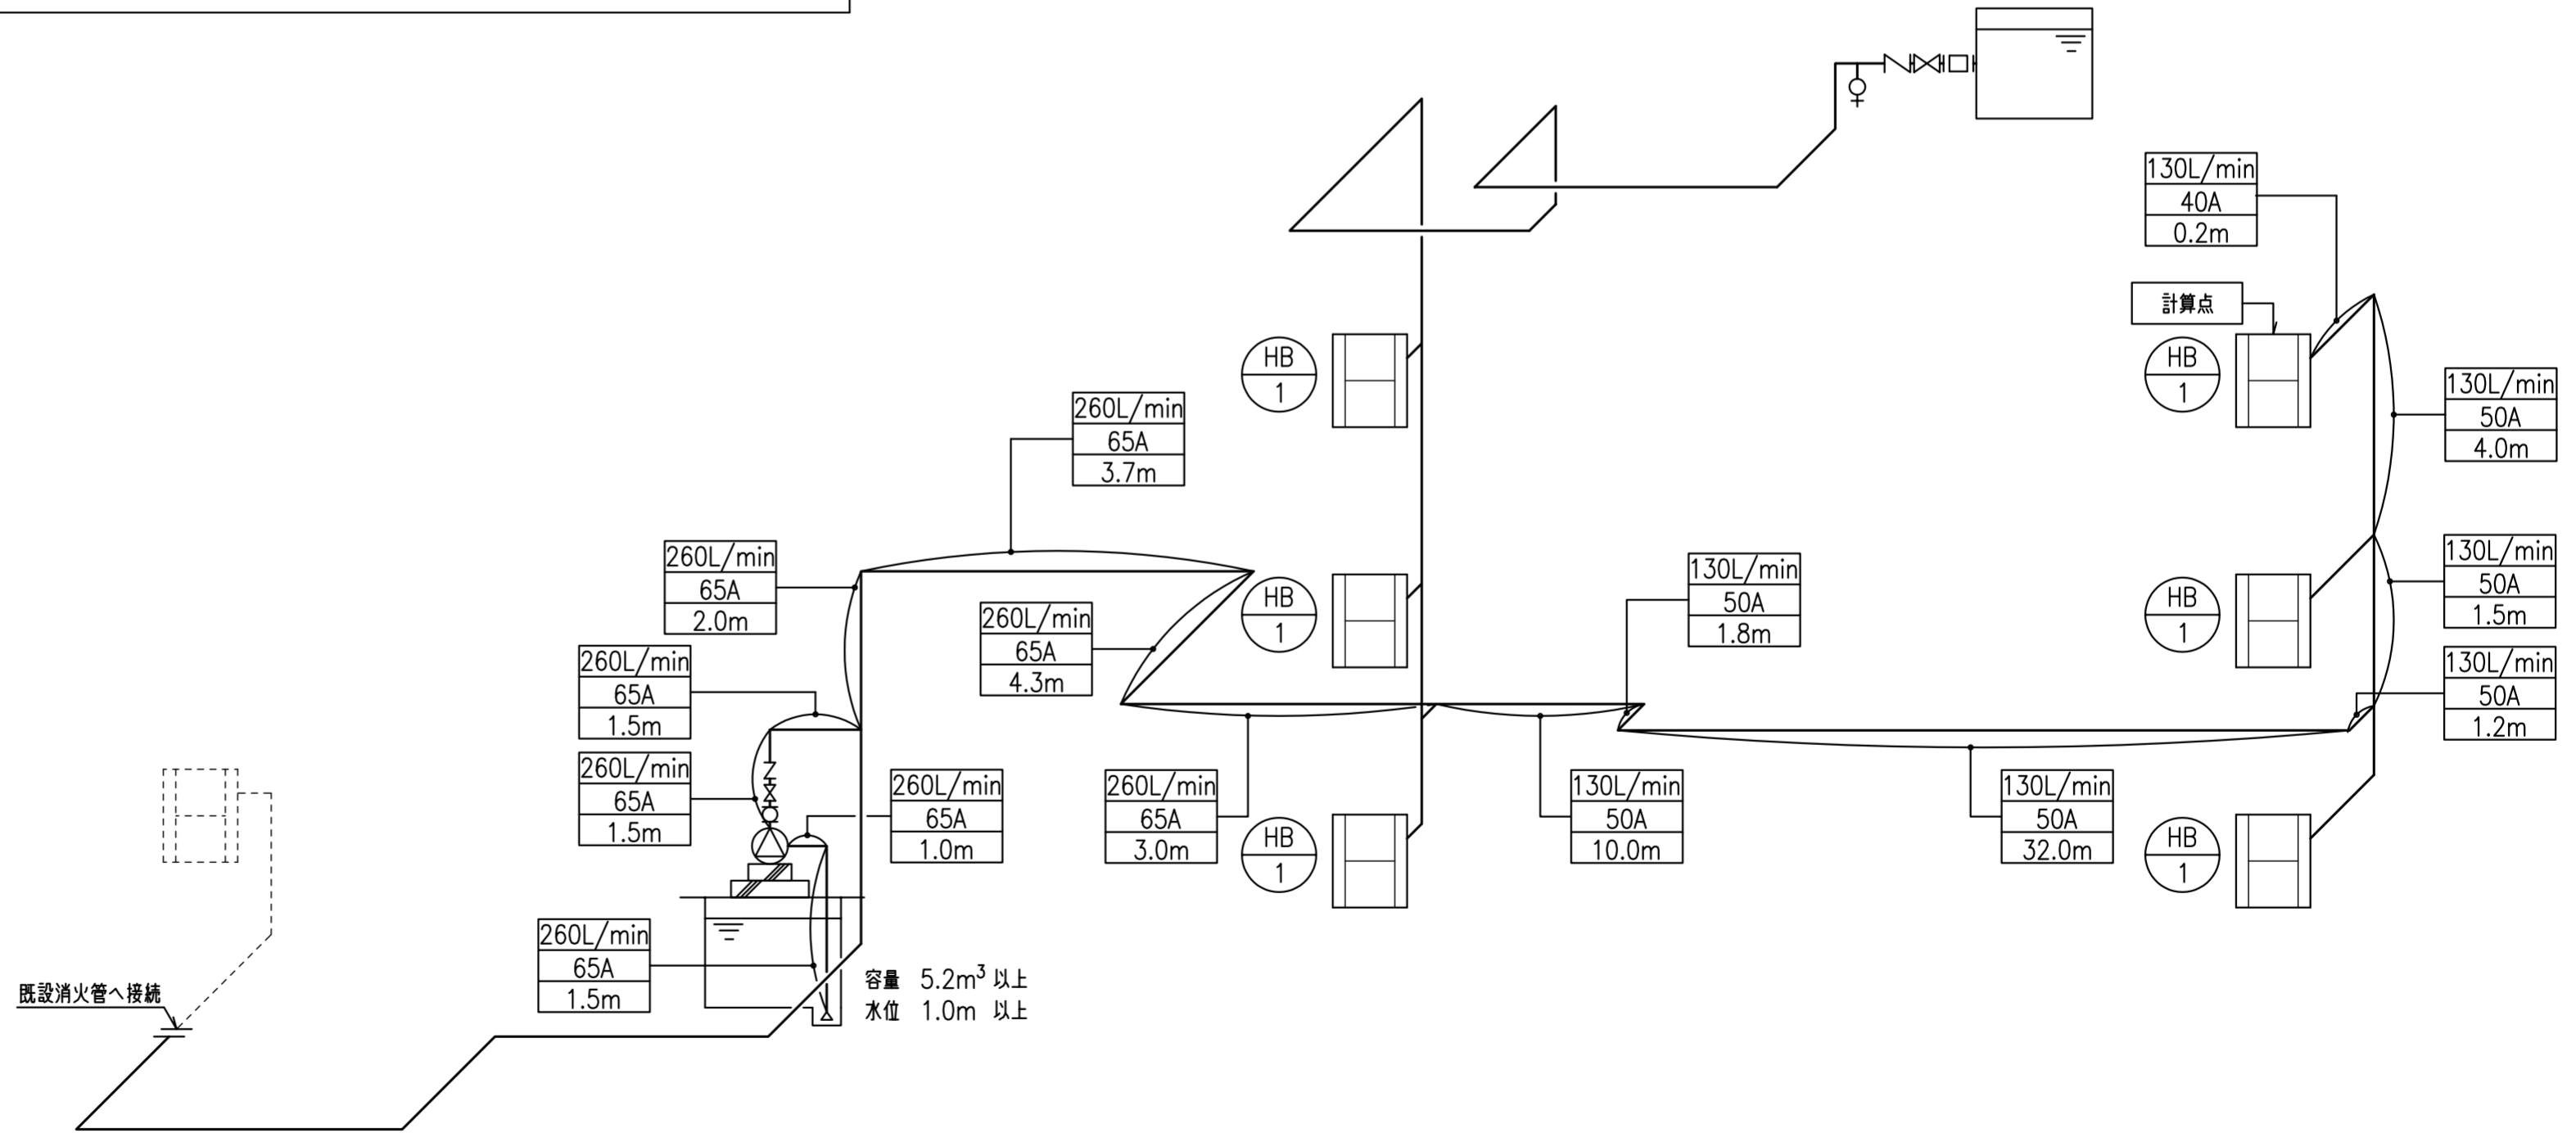 130L/min
40A
0.2m
計算点
HB
1
HB
1
130L/min
50A
4.0m
260L/min
65A
3.7m
260L/min
65A
2.0m
130L/min
50A
1.5m
130L/min
50A
1.8m
HB
1
HB
1
260L/min
65A
4.3m
260L/min
65A
1.5m
130L/min
50A
1.2m
260L/min
65A
1.5m
260L/min
65A
1.0m
260L/min
65A
3.0m
130L/min
50A
10.0m
130L/min
50A
32.0m
HB
1
HB
1
260L/min
65A
1.5m
容量 5.2m³ 以上
水位 1.0m 以上
既設消火管へ接続